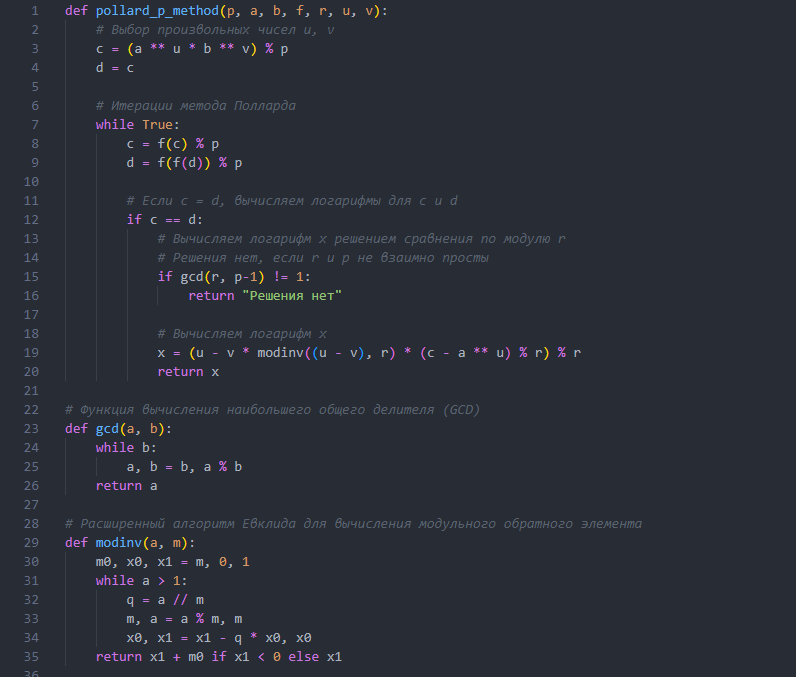 1 def pollard_p_method(p, a, b, f, r, u, v):
2 # Выбор произвольных чисел u, v
3 c = (a ** u * b ** v) % p
4 d = c
5
6 # Итерации метода Полларда
7 while True:
8 c = f(c) % p
9 d = f(f(d)) % p
10
11 # Если c = d, вычисляем логарифмы для c и d
12 if c == d:
13 # Вычисляем логарифм x решением сравнения по модулю r
14 # Решения нет, если r и p не взаимно просты
15 if gcd(r, p-1) != 1:
16 return "Решения нет"
17
18 # Вычисляем логарифм x
19 x = (u - v * modinv((u - v), r) * (c - a ** u) % r) % r
20 return x
21
22 # Функция вычисления наибольшего общего делителя (GCD)
23 def gcd(a, b):
24 while b:
25 a, b = b, a % b
26 return a
27
28 # Расширенный алгоритм Евклида для вычисления модульного обратного элемента
29 def modinv(a, m):
30 m0, x0, x1 = m, 0, 1
31 while a > 1:
32 q = a // m
33 m, a = a % m, m
34 x0, x1 = x1 - q * x0, x0
35 return x1 + m0 if x1 < 0 else x1
36